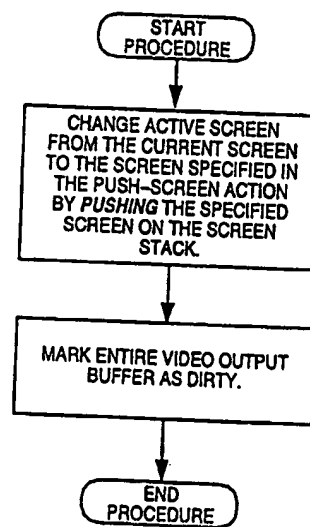 START
PROCEDURE
CHANGE ACTIVE SCREEN
FROM THE CURRENT SCREEN
TO THE SCREEN SPECIFIED IN
THE PUSH–SCREEN ACTION
BY PUSHING THE SPECIFIED
SCREEN ON THE SCREEN
STACK.
MARK ENTIRE VIDEO OUTPUT
BUFFER AS DIRTY.
END
PROCEDURE